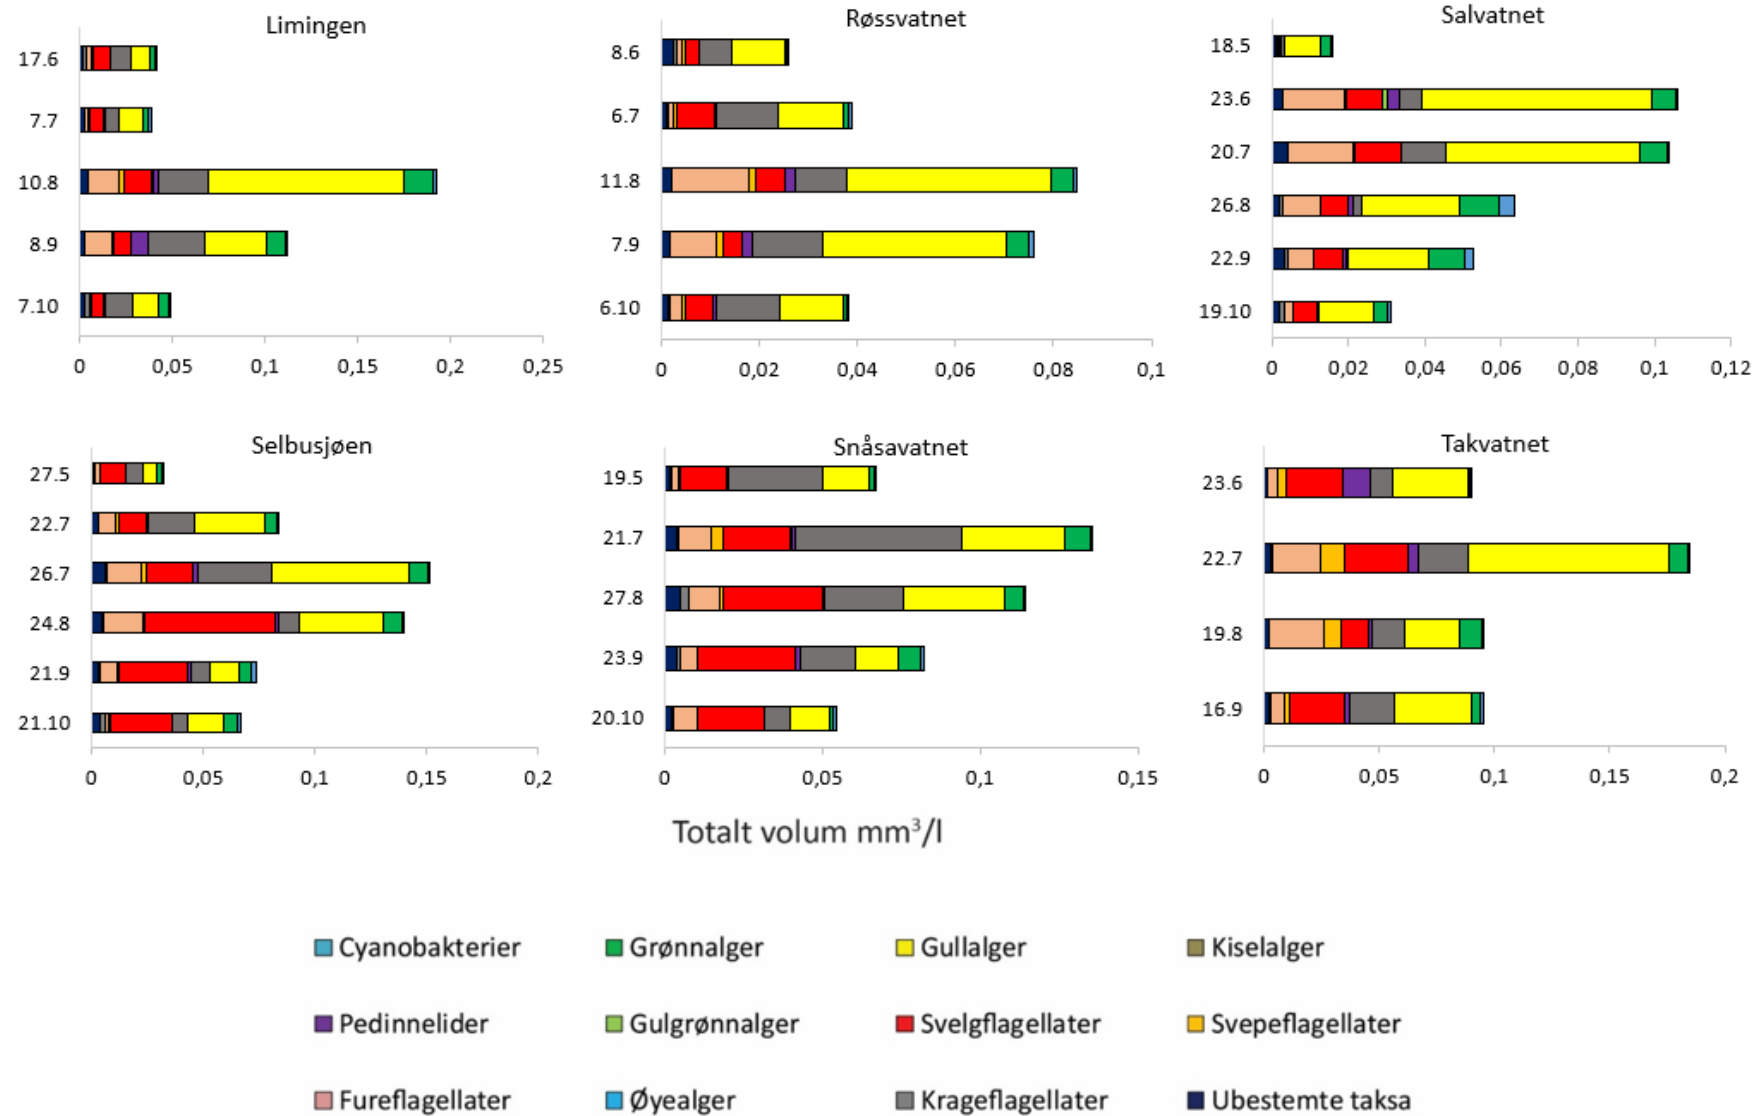 Limingen
17.6
7.7
10.8
8.9
7.10
0 0,05 0,1 0,15 0,2 0,25
Røssvatnet
8.6
6.7
11.8
7.9
6.10
0 0,02 0,04 0,06 0,08 0,1
Salvatnet
18.5
23.6
20.7
26.8
22.9
19.10
0 0,02 0,04 0,06 0,08 0,1 0,12
Selbusjøen
27.5
22.7
26.7
24.8
21.9
21.10
0 0,05 0,1 0,15 0,2
Snåsavatnet
19.5
21.7
27.8
23.9
20.10
0 0,05 0,1 0,15
Takvatnet
23.6
22.7
19.8
16.9
0 0,05 0,1 0,15 0,2
Totalt volum mm³/l
Cyanobakterier Grønnalger Gullalger Kiselalger
Pedinnelider Gulgrønnalger Svelgflagellater Svepeflagellater
Fureflagellater Øyealger Krageflagellater Ubestemte taksa